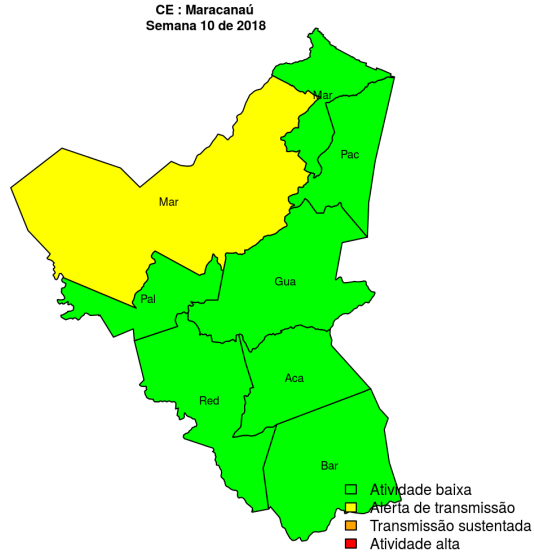 CE : Maracanaú
Semana 10 de 2018
Mar
Pac
Mar
Gua
Pal
Aca
Red
Bar
Atividade baixa
Alerta de transmissão
Transmissão sustentada
Atividade alta